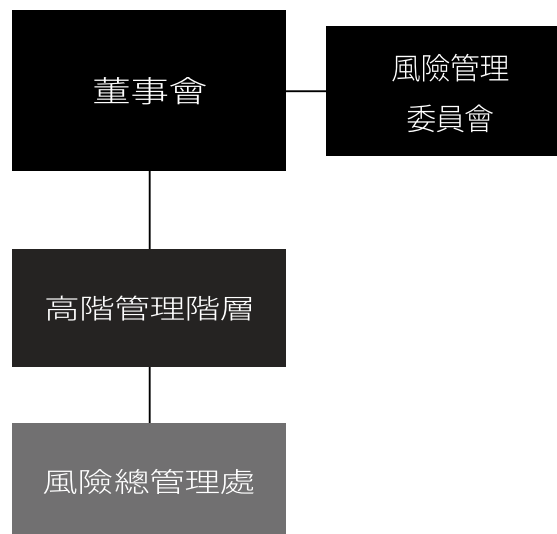 董事會
風險管理
委員會
高階管理階層
風險總管理處